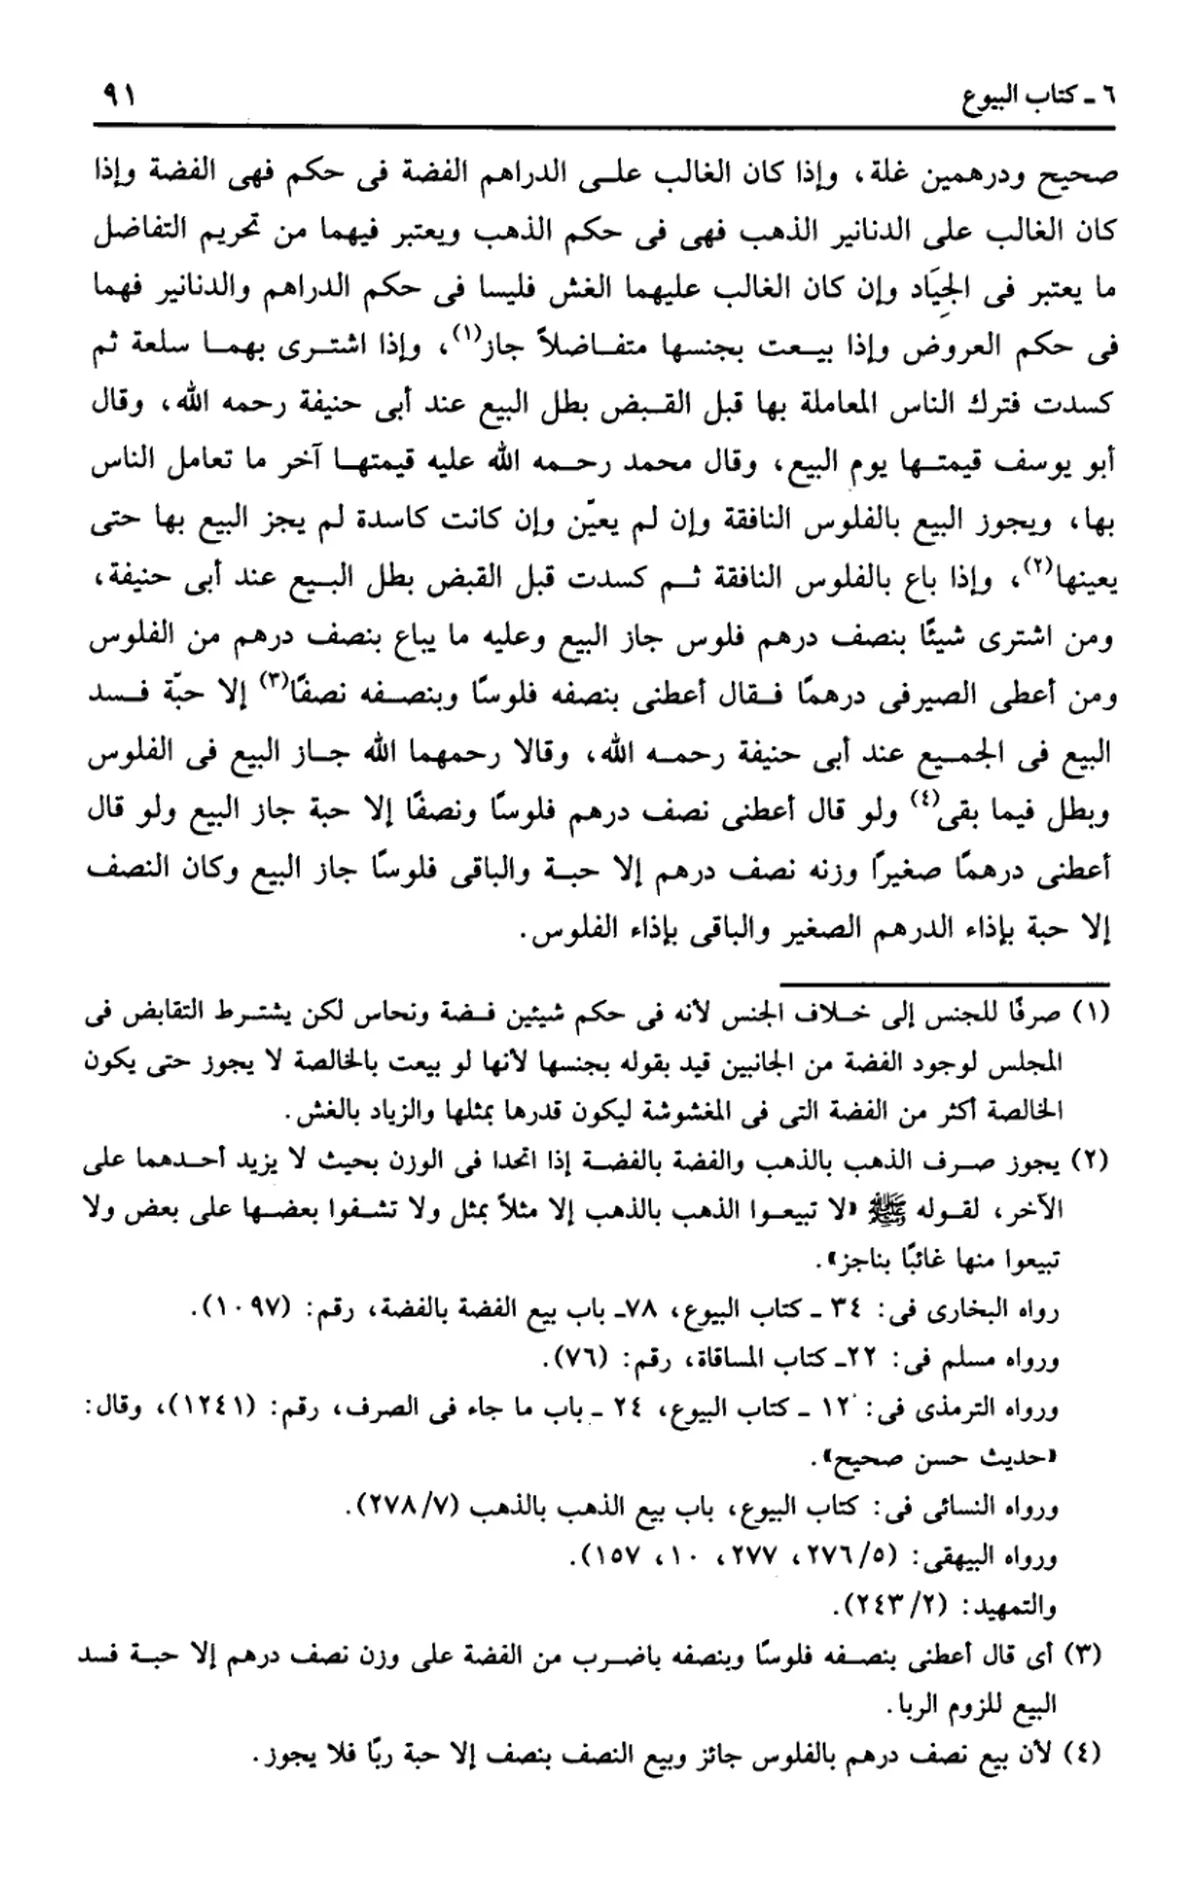 ٦ ـ كتاب البيوع ٩١
صحيح ودرهمين غلة، وإذا كان الغالب على الدراهم الفضة فى حكم فهى الفضة وإذا
كان الغالب على الدنانير الذهب فهى فى حكم الذهب ويعتبر فيهما من تحريم التفاضل
ما يعتبر فى الجِيَاد وإن كان الغالب عليهما الغش فليسا فى حكم الدراهم والدنانير فهما
فى حكم العروض وإذا بيعت بجنسها متفاضلاً جاز(١)، وإذا اشترى بهما سلعة ثم
كسدت فترك الناس المعاملة بها قبل القبض بطل البيع عند أبى حنيفة رحمه الله، وقال
أبو يوسف قيمتها يوم البيع، وقال محمد رحمه الله عليه قيمتها آخر ما تعامل الناس
بها، ويجوز البيع بالفلوس النافقة وإن لم يعيّن وإن كانت كاسدة لم يجز البيع بها حتى
يعينها(٢)، وإذا باع بالفلوس النافقة ثم كسدت قبل القبض بطل البيع عند أبى حنيفة،
ومن اشترى شيئًا بنصف درهم فلوس جاز البيع وعليه ما يباع بنصف درهم من الفلوس
ومن أعطى الصيرفى درهمًا فقال أعطنى بنصفه فلوسًا وبنصفه نصفًا(٣) إلا حبّة فسد
البيع فى الجميع عند أبى حنيفة رحمه الله، وقالا رحمهما الله جاز البيع فى الفلوس
وبطل فيما بقى(٤) ولو قال أعطنى نصف درهم فلوسًا ونصفًا إلا حبة جاز البيع ولو قال
أعطنى درهمًا صغيرًا وزنه نصف درهم إلا حبة والباقى فلوسًا جاز البيع وكان النصف
إلا حبة بإذاء الدرهم الصغير والباقى بإذاء الفلوس.
(١) صرفًا للجنس إلى خلاف الجنس لأنه فى حكم شيئين فضة ونحاس لكن يشترط التقابض فى
المجلس لوجود الفضة من الجانبين قيد بقوله بجنسها لأنها لو بيعت بالخالصة لا يجوز حتى يكون
الخالصة أكثر من الفضة التى فى المغشوشة ليكون قدرها بمثلها والزياد بالغش.
(٢) يجوز صرف الذهب بالذهب والفضة بالفضة إذا اتحدا فى الوزن بحيث لا يزيد أحدهما على
الآخر، لقوله ﷺ «لا تبيعوا الذهب بالذهب إلا مثلاً بمثل ولا تشفوا بعضها على بعض ولا
تبيعوا منها غائبًا بناجز».
رواه البخارى فى: ٣٤ ـ كتاب البيوع، ٧٨ـ باب بيع الفضة بالفضة، رقم: (١٠٩٧).
ورواه مسلم فى: ٢٢ـ كتاب المساقاة، رقم: (٧٦).
ورواه الترمذى فى: ١٢ ـ كتاب البيوع، ٢٤ ـ باب ما جاء فى الصرف، رقم: (١٢٤١)، وقال:
«حديث حسن صحيح».
ورواه النسائى فى: كتاب البيوع، باب بيع الذهب بالذهب (٢٧٨/٧).
ورواه البيهقى: (٢٧٦/٥، ٢٧٧، ١٠، ١٥٧).
والتمهيد: (٢٤٣/٢).
(٣) أى قال أعطنى بنصفه فلوسًا وبنصفه باضرب من الفضة على وزن نصف درهم إلا حبة فسد
البيع للزوم الربا.
(٤) لأن بيع نصف درهم بالفلوس جائز وبيع النصف بنصف إلا حبة ربًا فلا يجوز.